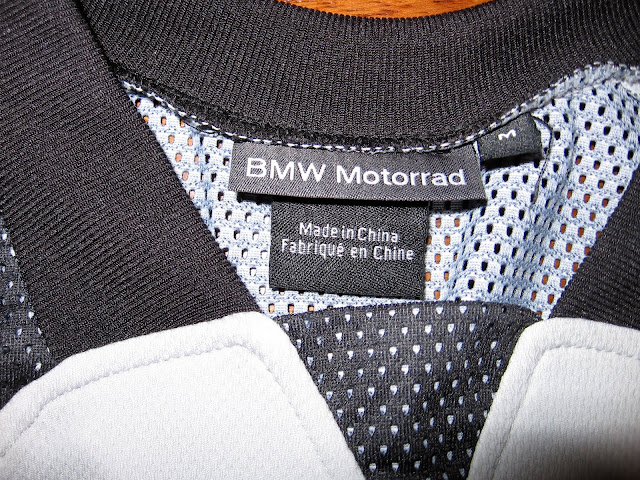 BMW Motorrad
M
Made in China
Fabriqué en Chine